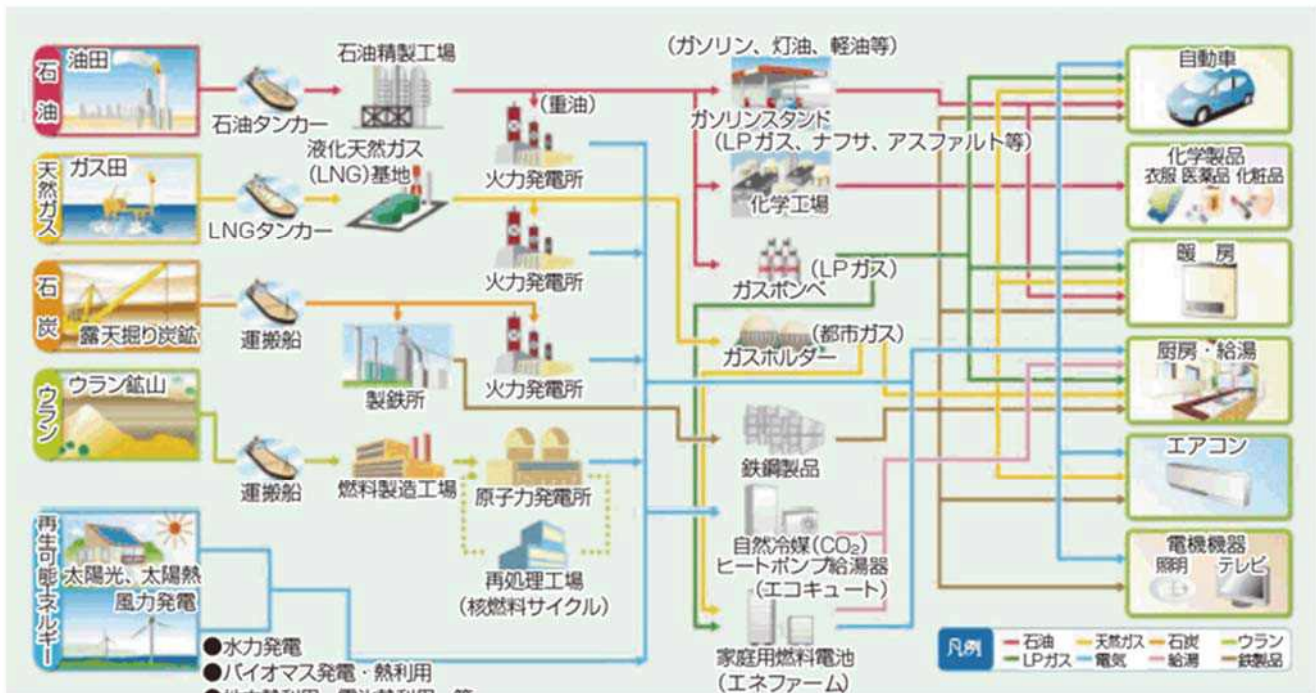 石油
油田
石油タンカー
石油精製工場
(重油)
火力発電所
(ガソリン、灯油、軽油等)
ガソリンスタンド
(LPガス、ナフサ、アスファルト等)
化学工場
ガスボンベ
(LPガス)
天然ガス
ガス田
LNGタンカー
液化天然ガス
(LNG)基地
火力発電所
(都市ガス)
ガスホルダー
石炭
露天掘り炭鉱
運搬船
製鉄所
火力発電所
鉄鋼製品
ウラン
ウラン鉱山
運搬船
燃料製造工場
原子力発電所
再処理工場
(核燃料サイクル)
自然冷媒(CO₂)
ヒートポンプ給湯器
(エコキュート)
家庭用燃料電池
(エネファーム)
再生可能エネルギー
太陽光、太陽熱
風力発電
●水力発電
●バイオマス発電・熱利用
自動車
化学製品
衣服 医薬品 化粧品
暖 房
厨房・給湯
エアコン
電機機器
照明 テレビ
凡例
石油 天然ガス 石炭 ウラン
LPガス 電気 給湯 鉄製品